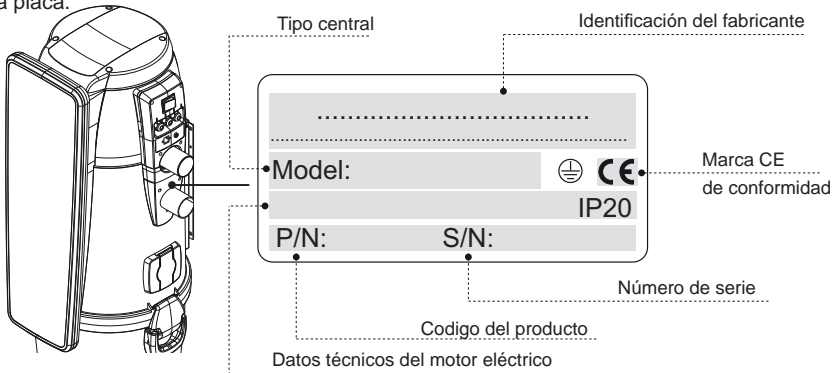 a placa.
Tipo central
Identificación del fabricante
Model:
CE
Marca CE
de conformidad
IP20
P/N: S/N:
Número de serie
Codigo del producto
Datos técnicos del motor eléctrico